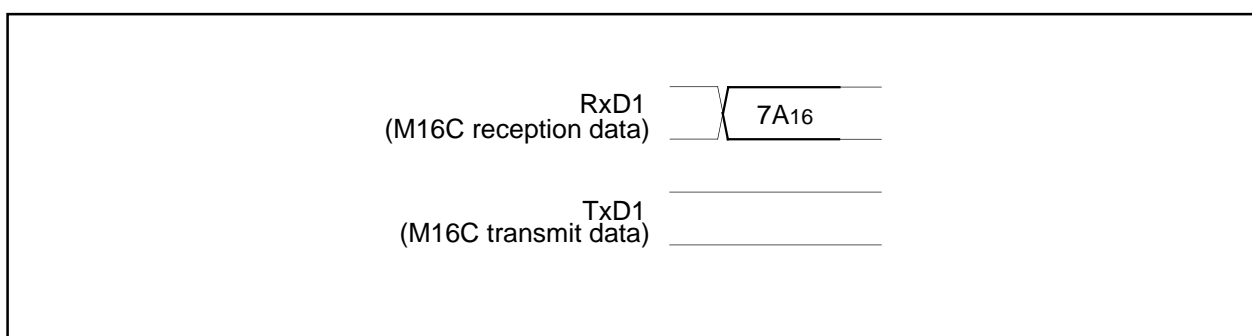 RxD1
(M16C reception data)
7A16
TxD1
(M16C transmit data)